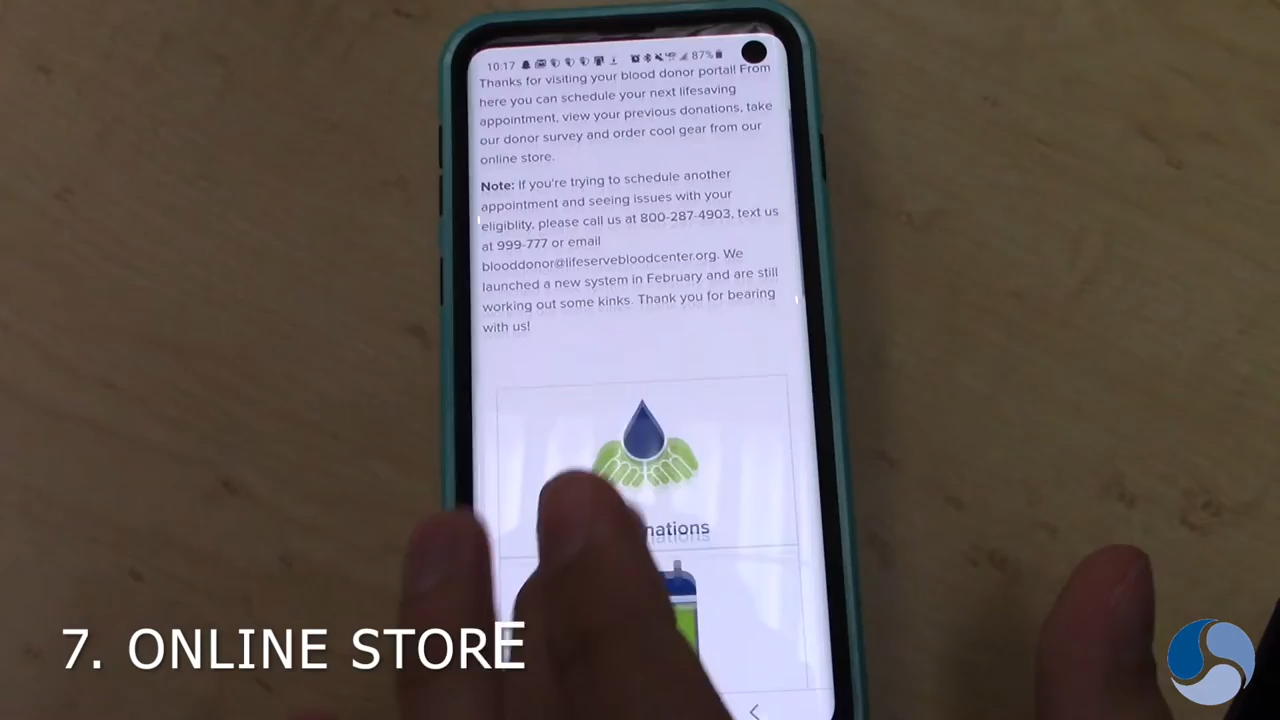 10:17
87%
Thanks for visiting your blood donor portal! From
here you can schedule your next lifesaving
appointment, view your previous donations, take
our donor survey and order cool gear from our
online store.
Note: If you're trying to schedule another
appointment and seeing issues with your
eligiblity, please call us at 800-287-4903, text us
at 999-777 or email
blooddonor@lifeservebloodcenter.org. We
launched a new system in February and are still
working out some kinks. Thank you for bearing
with us!
nations
7. ONLINE STORE